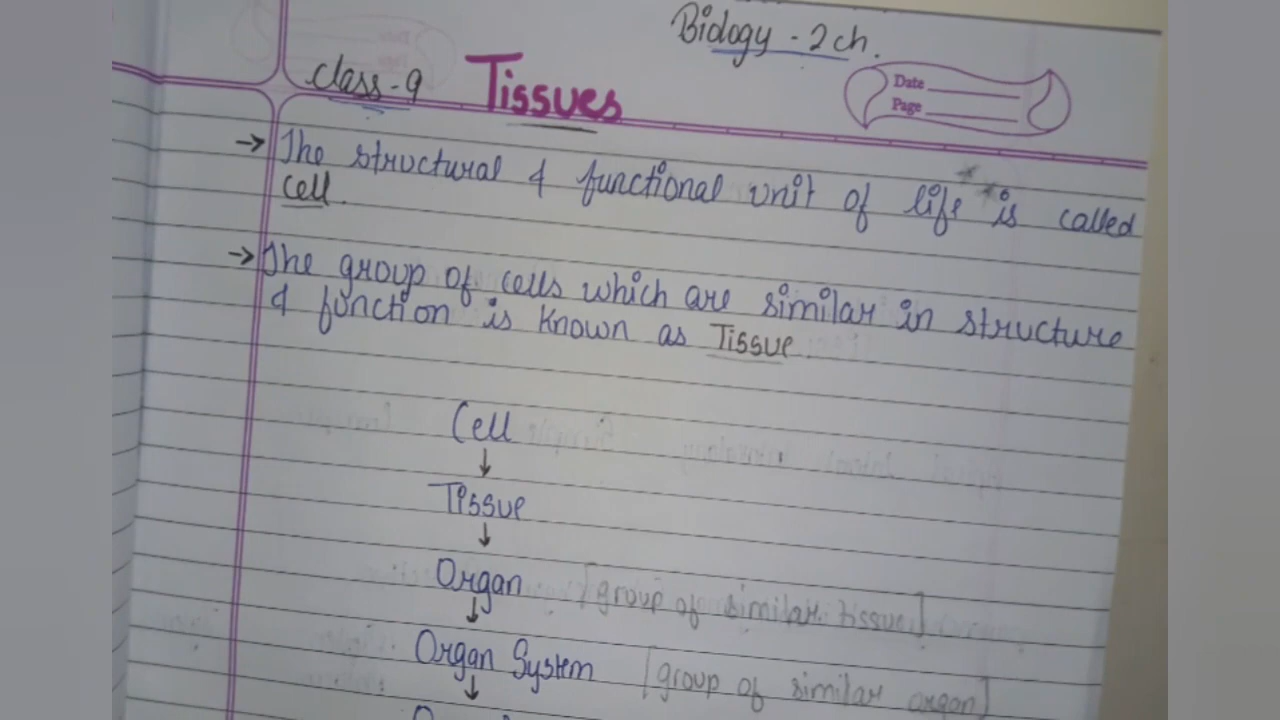 Biology - 2 ch.
Class - 9 Tissues
Date
Page
→ The structural & functional unit of life is called
cell.
→ The group of cells which are similar in structure
& function is known as Tissue
Cell
↓
Tissue
↓
Organ [group of similar tissue]
↓
Organ System [group of similar organ]
↓